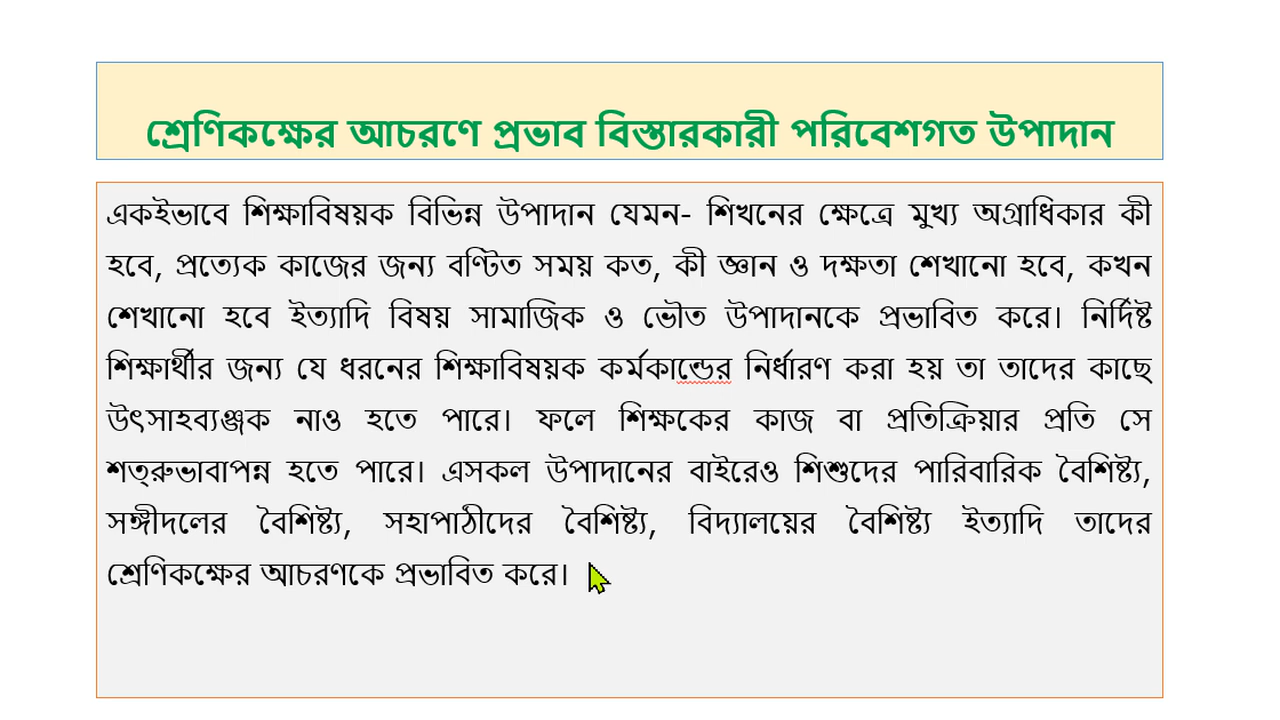 শ্রেণিকক্ষের আচরণে প্রভাব বিস্তারকারী পরিবেশগত উপাদান
একইভাবে শিক্ষাবিষয়ক বিভিন্ন উপাদান যেমন- শিখনের ক্ষেত্রে মুখ্য অগ্রাধিকার কী
হবে, প্রত্যেক কাজের জন্য বণ্টিত সময় কত, কী জ্ঞান ও দক্ষতা শেখানো হবে, কখন
শেখানো হবে ইত্যাদি বিষয় সামাজিক ও ভৌত উপাদানকে প্রভাবিত করে। নির্দিষ্ট
শিক্ষার্থীর জন্য যে ধরনের শিক্ষাবিষয়ক কর্মকান্ডের নির্ধারণ করা হয় তা তাদের কাছে
উৎসাহব্যঞ্জক নাও হতে পারে। ফলে শিক্ষকের কাজ বা প্রতিক্রিয়ার প্রতি সে
শত্রুভাবাপন্ন হতে পারে। এসকল উপাদানের বাইরেও শিশুদের পারিবারিক বৈশিষ্ট্য,
সঙ্গীদলের বৈশিষ্ট্য, সহাপাঠীদের বৈশিষ্ট্য, বিদ্যালয়ের বৈশিষ্ট্য ইত্যাদি তাদের
শ্রেণিকক্ষের আচরণকে প্রভাবিত করে।